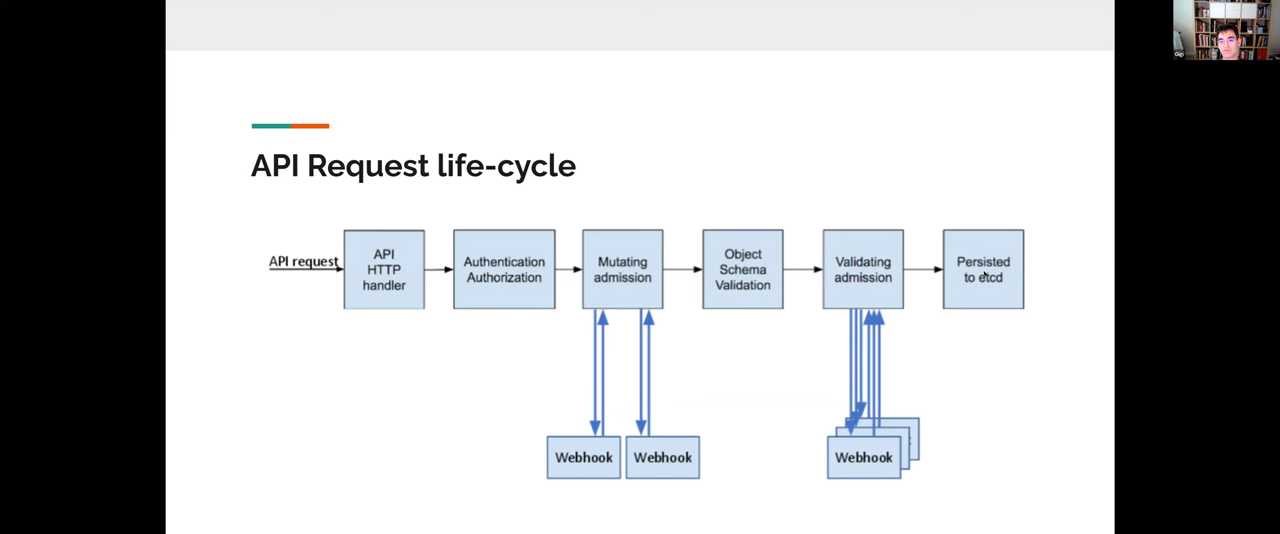 Gigi
API Request life-cycle
API request
API
HTTP
handler
Authentication
Authorization
Mutating
admission
Object
Schema
Validation
Validating
admission
Persisted
to etcd
Webhook
Webhook
Webhook